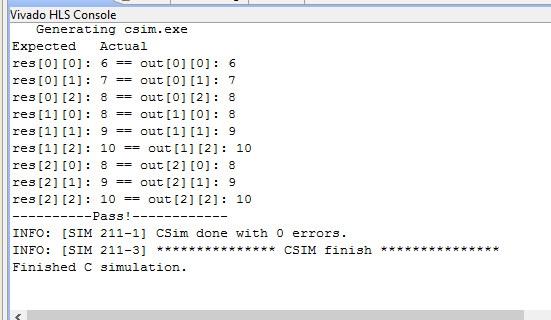 Vivado HLS Console
Generating csim.exe
Expected   Actual
res[0][0]: 6 == out[0][0]: 6
res[0][1]: 7 == out[0][1]: 7
res[0][2]: 8 == out[0][2]: 8
res[1][0]: 8 == out[1][0]: 8
res[1][1]: 9 == out[1][1]: 9
res[1][2]: 10 == out[1][2]: 10
res[2][0]: 8 == out[2][0]: 8
res[2][1]: 9 == out[2][1]: 9
res[2][2]: 10 == out[2][2]: 10
----------Pass!------------
INFO: [SIM 211-1] CSim done with 0 errors.
INFO: [SIM 211-3] *************** CSIM finish ***************
Finished C simulation.